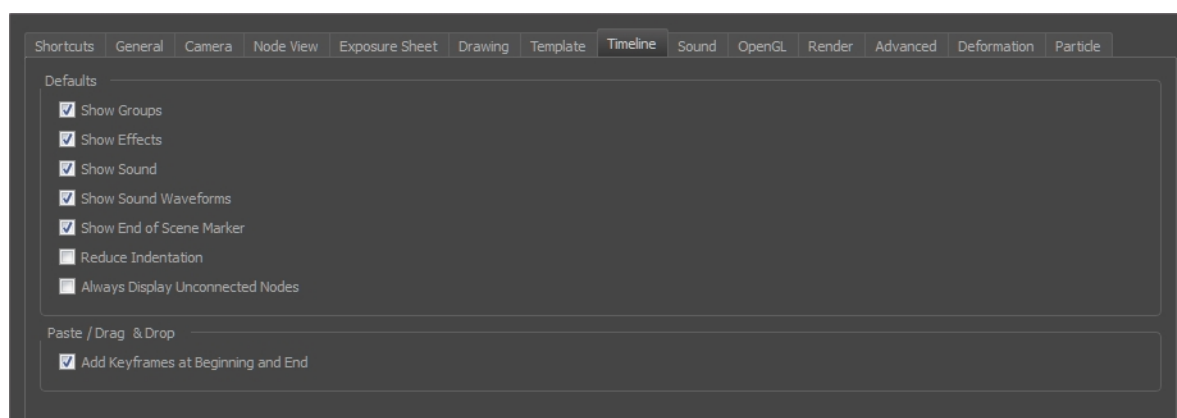 Shortcuts General Camera Node View Exposure Sheet Drawing Template Timeline Sound OpenGL Render Advanced Deformation Particle
Defaults
Show Groups
Show Effects
Show Sound
Show Sound Waveforms
Show End of Scene Marker
Reduce Indentation
Always Display Unconnected Nodes
Paste / Drag & Drop
Add Keyframes at Beginning and End